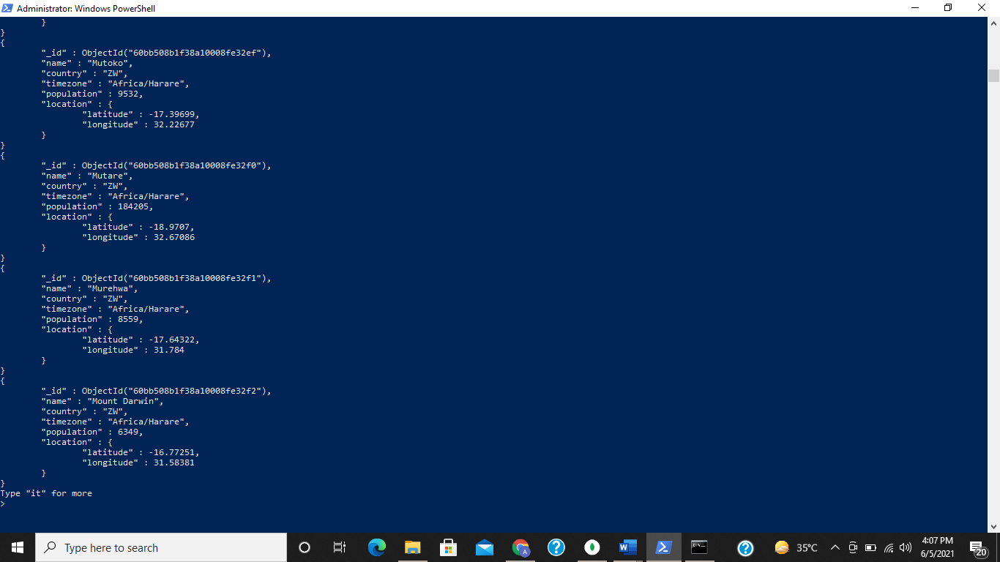 Administrator: Windows PowerShell
}
}
{
"_id" : ObjectId("60bb508b1f38a10008fe32ef"),
"name" : "Mutoko",
"country" : "ZW",
"timezone" : "Africa/Harare",
"population" : 9532,
"location" : {
"latitude" : -17.39699,
"longitude" : 32.22677
}
}
{
"_id" : ObjectId("60bb508b1f38a10008fe32f0"),
"name" : "Mutare",
"country" : "ZW",
"timezone" : "Africa/Harare",
"population" : 184205,
"location" : {
"latitude" : -18.9707,
"longitude" : 32.67086
}
}
{
"_id" : ObjectId("60bb508b1f38a10008fe32f1"),
"name" : "Murehwa",
"country" : "ZW",
"timezone" : "Africa/Harare",
"population" : 8559,
"location" : {
"latitude" : -17.64322,
"longitude" : 31.784
}
}
{
"_id" : ObjectId("60bb508b1f38a10008fe32f2"),
"name" : "Mount Darwin",
"country" : "ZW",
"timezone" : "Africa/Harare",
"population" : 6349,
"location" : {
"latitude" : -16.77251,
"longitude" : 31.58381
}
}
Type "it" for more
>
Type here to search
35°C
4:07 PM
6/5/2021
20